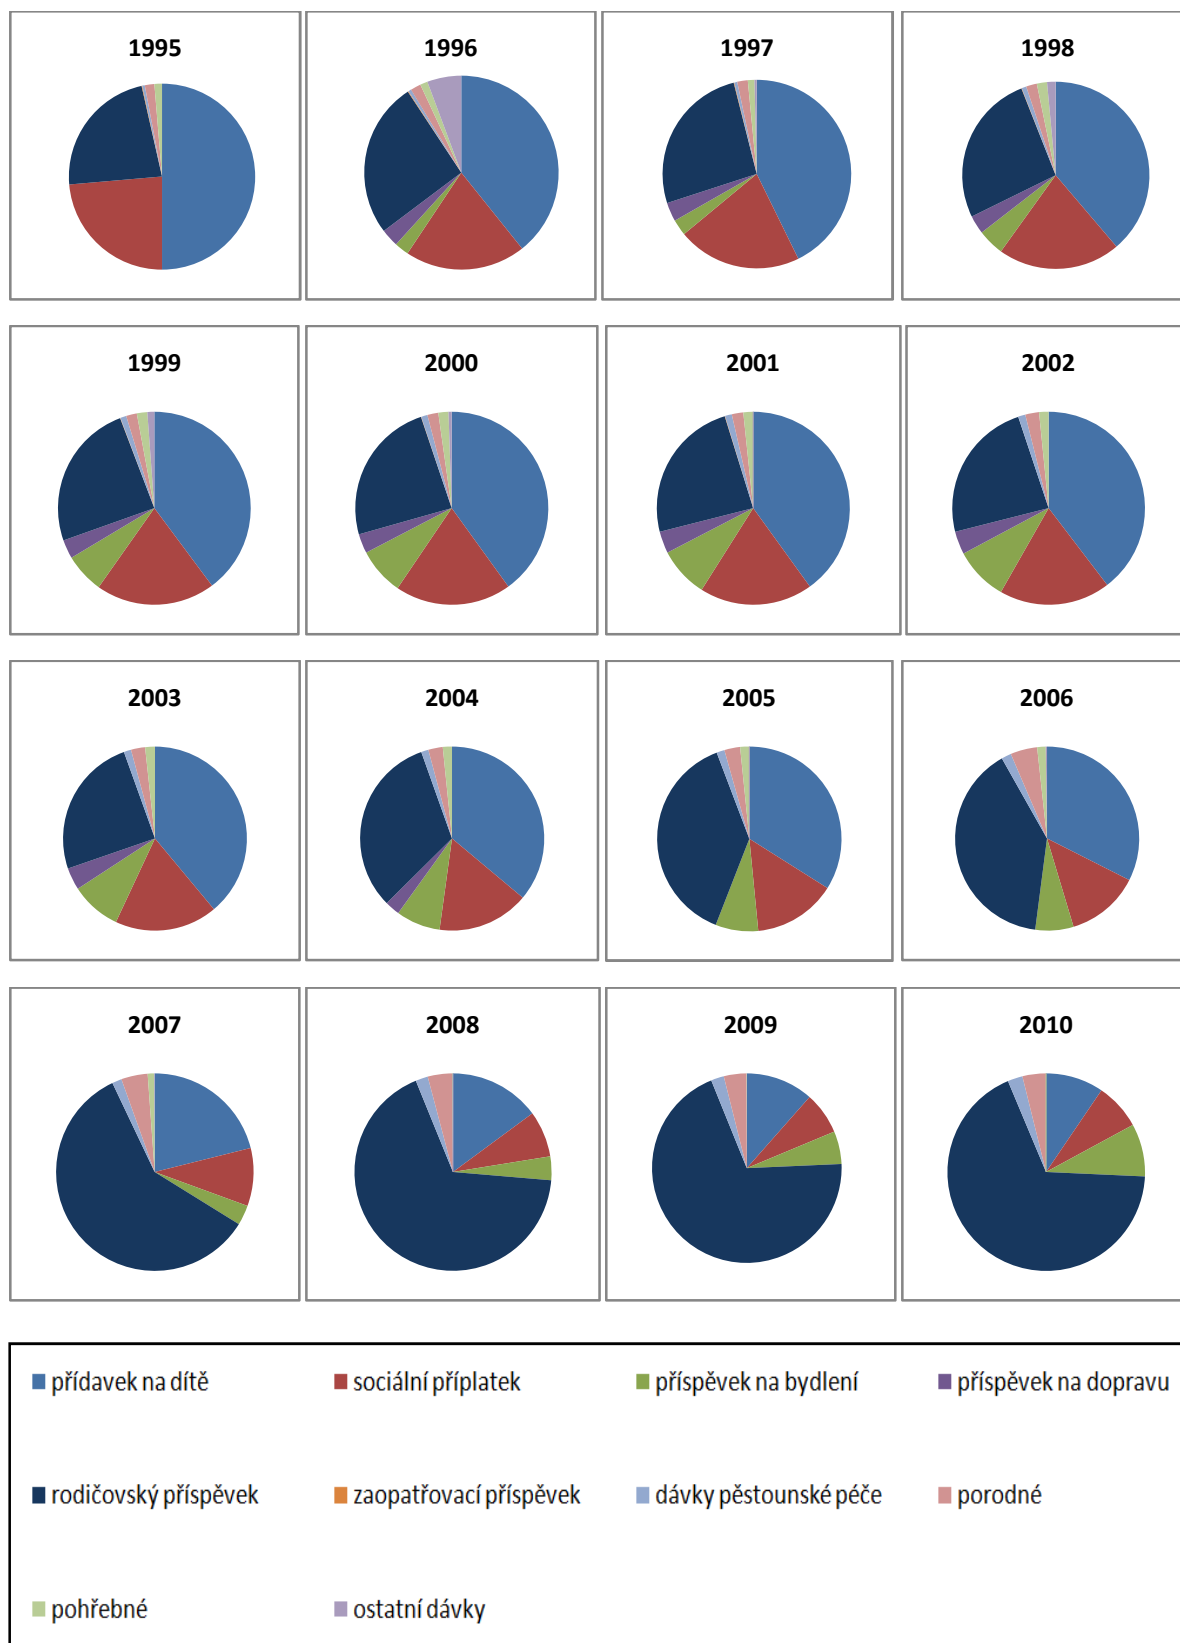 1995
1996
1997
1998
1999
2000
2001
2002
2003
2004
2005
2006
2007
2008
2009
2010
přídavek na dítě
sociální příplatek
příspěvek na bydlení
příspěvek na dopravu
rodičovský příspěvek
zaopatřovací příspěvek
dávky pěstounské péče
porodné
pohřebné
ostatní dávky